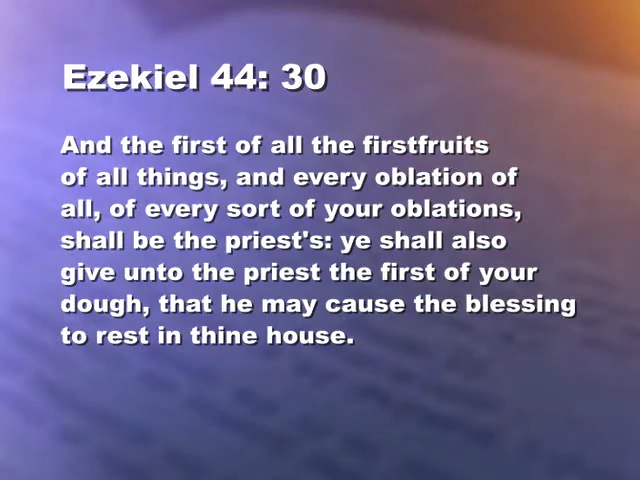 Ezekiel 44: 30
And the first of all the firstfruits
of all things, and every oblation of
all, of every sort of your oblations,
shall be the priest's: ye shall also
give unto the priest the first of your
dough, that he may cause the blessing
to rest in thine house.